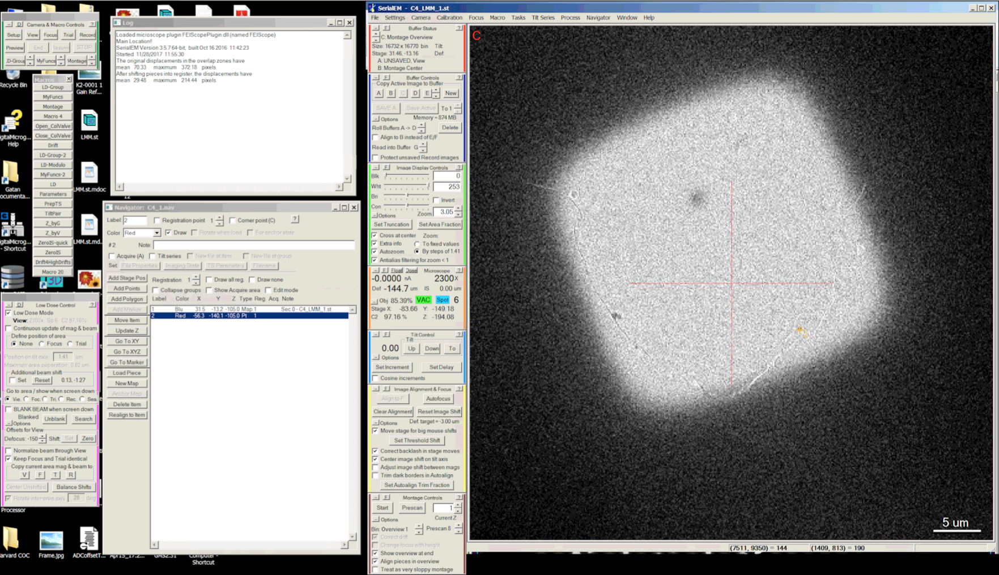 SerialEM - C4_LMM_1.st
File Settings Camera Calibration Focus Macro Tasks Tilt Series Process Navigator Window Help
Camera & Macro Controls
Setup View Focus Trial Record
Preview End Resume STOP
MyFuncs Montage
Recycle Bin
K2-0001 1
Gain Ref...
Macros
LD-Group
MyFuncs
Montage
Macro 4
Open_ColValve
Close_ColValve
Drift
LD-Group-2
LD-Modulo
MyFuncs-2
LD
Parameters
PrepTS
TiltPair
Z_byG
Z_byV
ZeroIS-quick
ZeroIS
Drift4HighDrifts
Macro 20
igitalMicrog...
Help
LMM.st
Gatan
ocumenta...
LMM.st.mdoc
igitalMicrog...
- Shortcut
LMM.st.md...
Log
Loaded microscope plugin FEIScopePlugin.dll (named FEIScope)
Main Location!!
SerialEM Version 3.5.7 64-bit, built Oct 16 2016 11:42:23
Started 11/28/2017 11:55:30
The original displacements in the overlap zones have
mean 70.33 maximum 372.18 pixels
After shifting pieces into register, the displacements have
mean 29.48 maximum 214.44 pixels
Navigator: C4_1.nav
Label: 2 Registration point 1 Corner point (C) ?
Color Red Draw Rotate when load For anchor state
#2 Note:
Acquire (A) Tilt series New file at item New file at group
Set: File Properties Imaging State TS Parameters Filename
Add Stage Pos Registration 1 Draw all reg. Draw none
Add Points Collapse groups Show Acquire area Edit mode
Add Polygon Label Color X Y Z Type Reg. Acq. Note
Add Marker 1 Blu 31.5 -13.2 -105.0 Map 1 Sec 0 - C4_LMM_1.st
2 Red -56.3 -140.1 -105.0 Pt 1
Move Item
Update Z
Go To XY
Go To XYZ
Go To Marker
Load Piece
New Map
Anchor Map
Delete Item
Realign to Item
Low Dose Control
Low Dose Mode
View: 2300x Sp 6 C2 97.16%
Continuous update of mag & beam
Define position of area
None Focus Trial
Position on tilt axis: 1.41 um
Maximum area separation: 0.82 um
Additional beam shift
Set Reset 0.13, -1.27
Go to area / show when screen down
Vie. Foc. Tri. Rec. Sea.
BLANK BEAM when screen down
Blanked Unblank Search
Options
Offsets for View
Defocus: -150 Shift: Set Zero
Normalize beam through View
Keep Focus and Trial identical
Copy current area mag & beam to
V F T R
Center Unshifted Balance Shifts
Rotate inter-area axis 28 deg
Processor
arvard COC
Frame.jpg
ADCoffsetT...
Apr15_17.2...
GMS2.31
Computer -
Shortcut
Buffer Status
C: Montage Overview
Size: 16732 x 16770 bin Tilt:
Stage: 31.46, -13.16 Def:
A: UNSAVED, View
B: Montage Center
Buffer Controls
Copy Active Image to Buffer
A B C D E New
SAVE A Save Active To 1
Options Memory = 874 MB
Roll Buffers A -> D Delete
Align to B instead of E/F
Read into Buffer G
Protect unsaved Record images
Image Display Controls
Blk 0
Wht 253
Bri
Con Invert
Options Zoom 3.05
Set Truncation Set Area Fraction
Cross at center Zoom:
Extra info To fixed values
Autozoom By steps of 1.41
Antialias filtering for zoom < 1
Float Dose Microscope
-0.0000 nA 2300X
Def -144.7 um IS 0.00 um
Obj 85.39% VAC Spot 6
Stage X: -83.66 Y: -149.18
C2 97.16 % Z: -194.08
Tilt Control
Tilt
0.00 Up Down To
Options
Set Increment Set Delay
Cosine increments
Image Alignment & Focus
Align to F Autofocus
Clear Alignment Reset Image Shift
Options Def. target = -3.00 um
Move stage for big mouse shifts
Set Threshold Shift
Correct backlash in stage moves
Center image shift on tilt axis
Adjust image shift between mags
Trim dark borders in Autoalign
Set Autoalign Trim Fraction
Montage Controls
Start Prescan 1
Options Current Z
Bin: Overview 1 Prescan 8
Correct drift
Change focus with height
Show overview at end
Align pieces in overview
Treat as very sloppy montage
C
5 um
(7511, 9350) = 144 (1409, 813) = 190